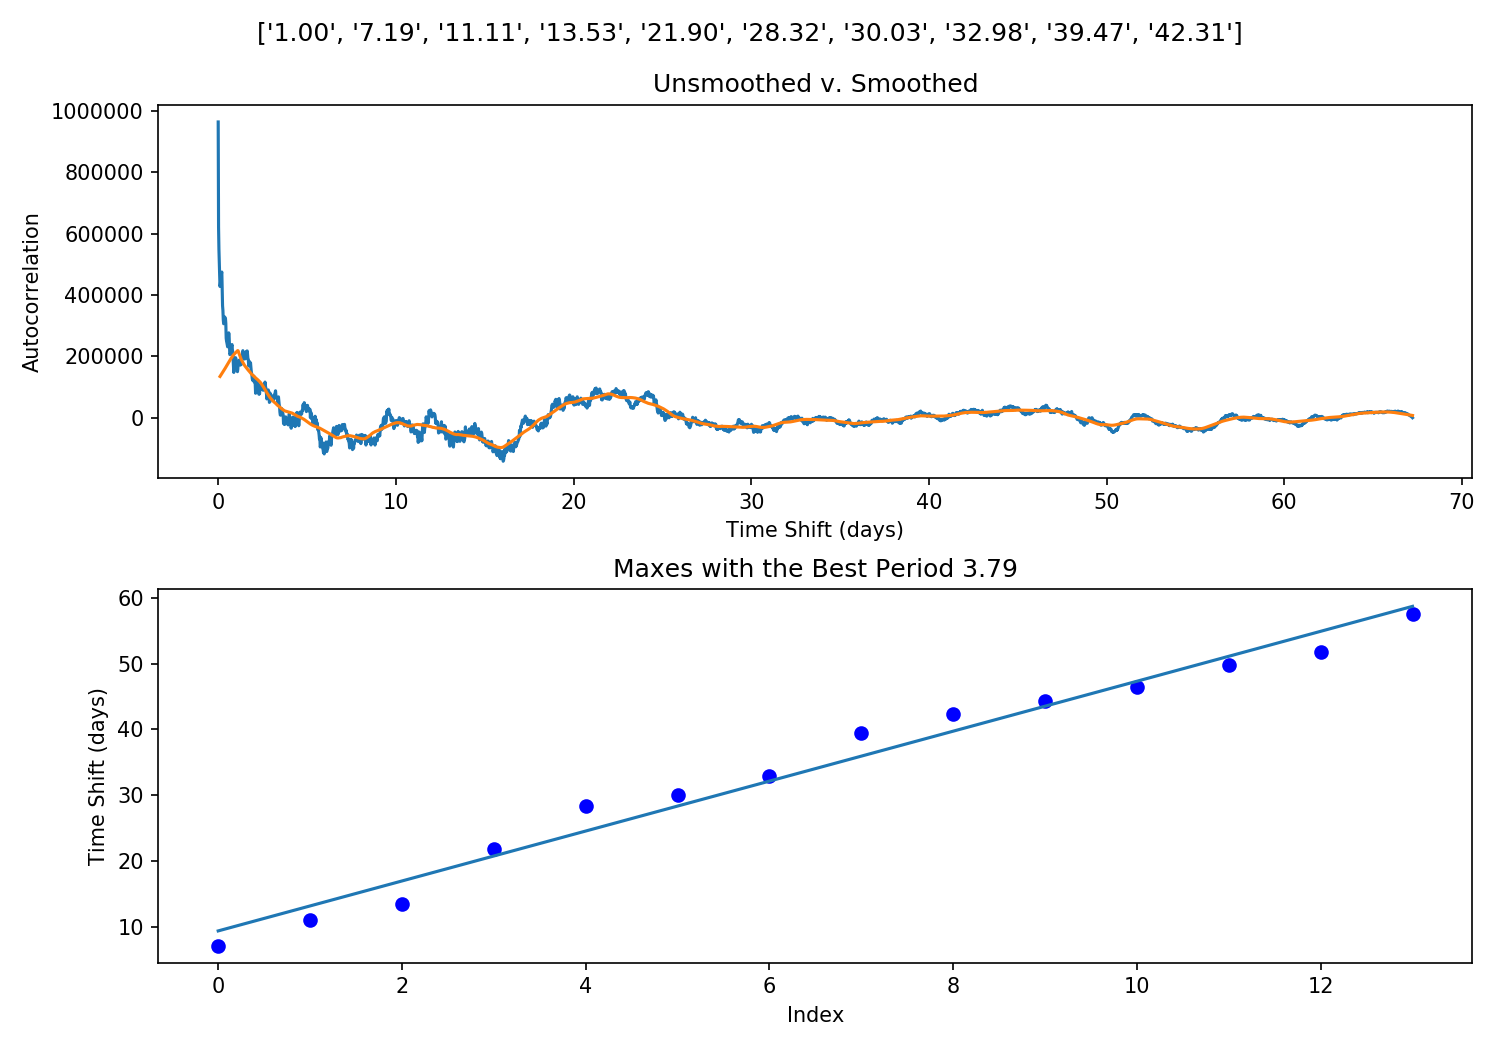 ['1.00', '7.19', '11.11', '13.53', '21.90', '28.32', '30.03', '32.98', '39.47', '42.31']
Unsmoothed v. Smoothed
1000000
800000
600000
400000
200000
0
Autocorrelation
0 10 20 30 40 50 60 70
Time Shift (days)
Maxes with the Best Period 3.79
60
50
40
30
20
10
Time Shift (days)
0 2 4 6 8 10 12
Index